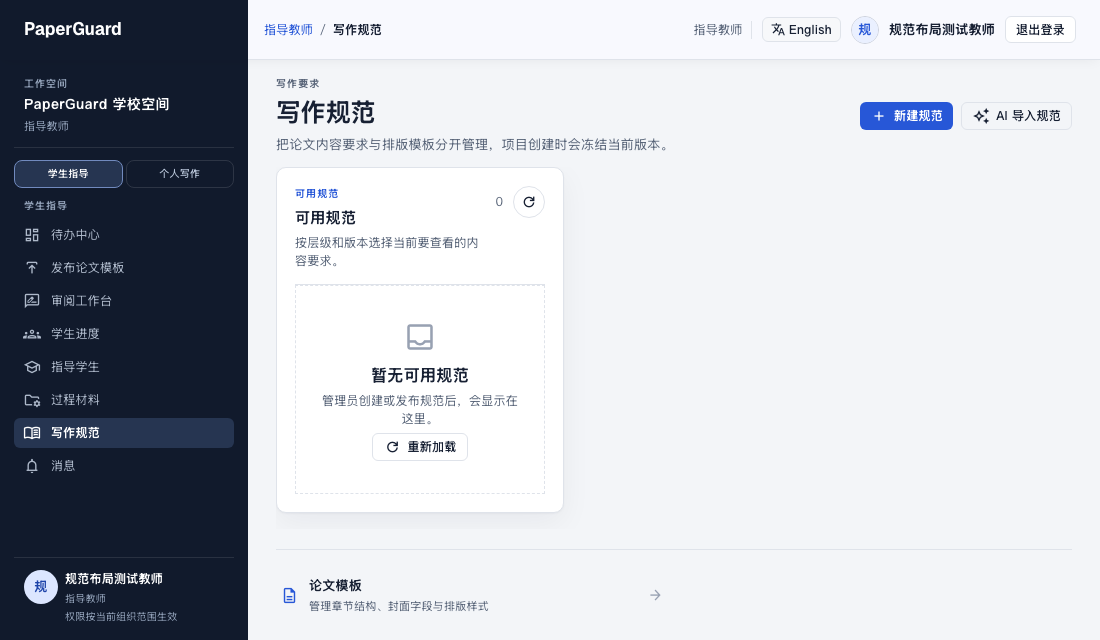 PaperGuard
工作空间
PaperGuard 学校空间
指导教师
学生指导
个人写作
学生指导
待办中心
发布论文模板
审阅工作台
学生进度
指导学生
过程材料
写作规范
消息
规
规范布局测试教师
指导教师
权限按当前组织范围生效
指导教师 / 写作规范
指导教师
English
规
规范布局测试教师
退出登录
写作要求
写作规范
把论文内容要求与排版模板分开管理，项目创建时会冻结当前版本。
新建规范
AI 导入规范
可用规范
可用规范
0
按层级和版本选择当前要查看的内
容要求。
暂无可用规范
管理员创建或发布规范后，会显示在
这里。
重新加载
论文模板
管理章节结构、封面字段与排版样式